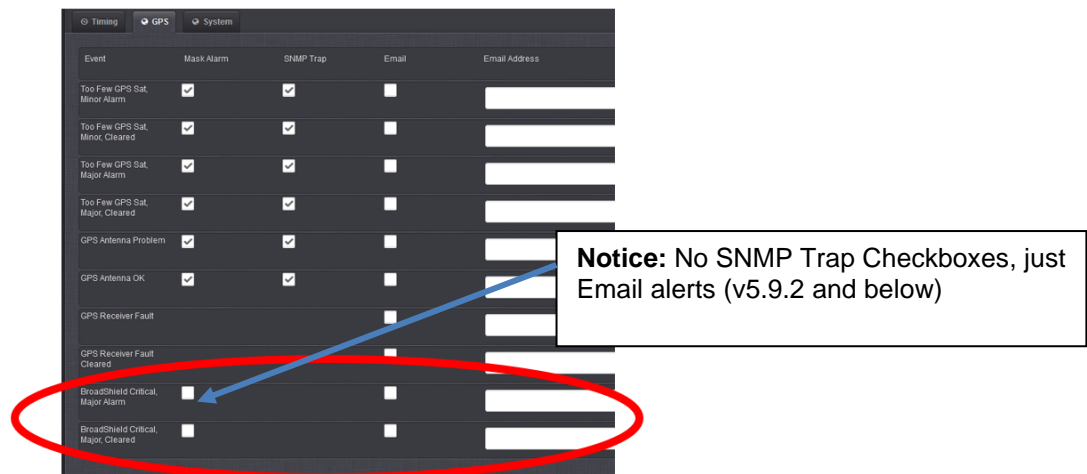 Timing GPS System
Event Mask Alarm SNMP Trap Email Email Address
Too Few GPS Sat,
Minor Alarm
Too Few GPS Sat,
Minor, Cleared
Too Few GPS Sat,
Major Alarm
Too Few GPS Sat,
Major, Cleared
GPS Antenna Problem
GPS Antenna OK
GPS Receiver Fault
GPS Receiver Fault
Cleared
BroadShield Critical,
Major Alarm
BroadShield Critical,
Major, Cleared
Notice: No SNMP Trap Checkboxes, just
Email alerts (v5.9.2 and below)